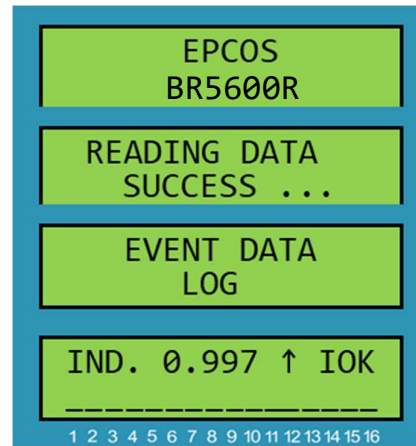 EPCOS
BR5600R
READING DATA
SUCCESS ...
EVENT DATA
LOG
IND. 0.997 ↑ IOK
________________
1 2 3 4 5 6 7 8 9 10 11 12 13 14 15 16